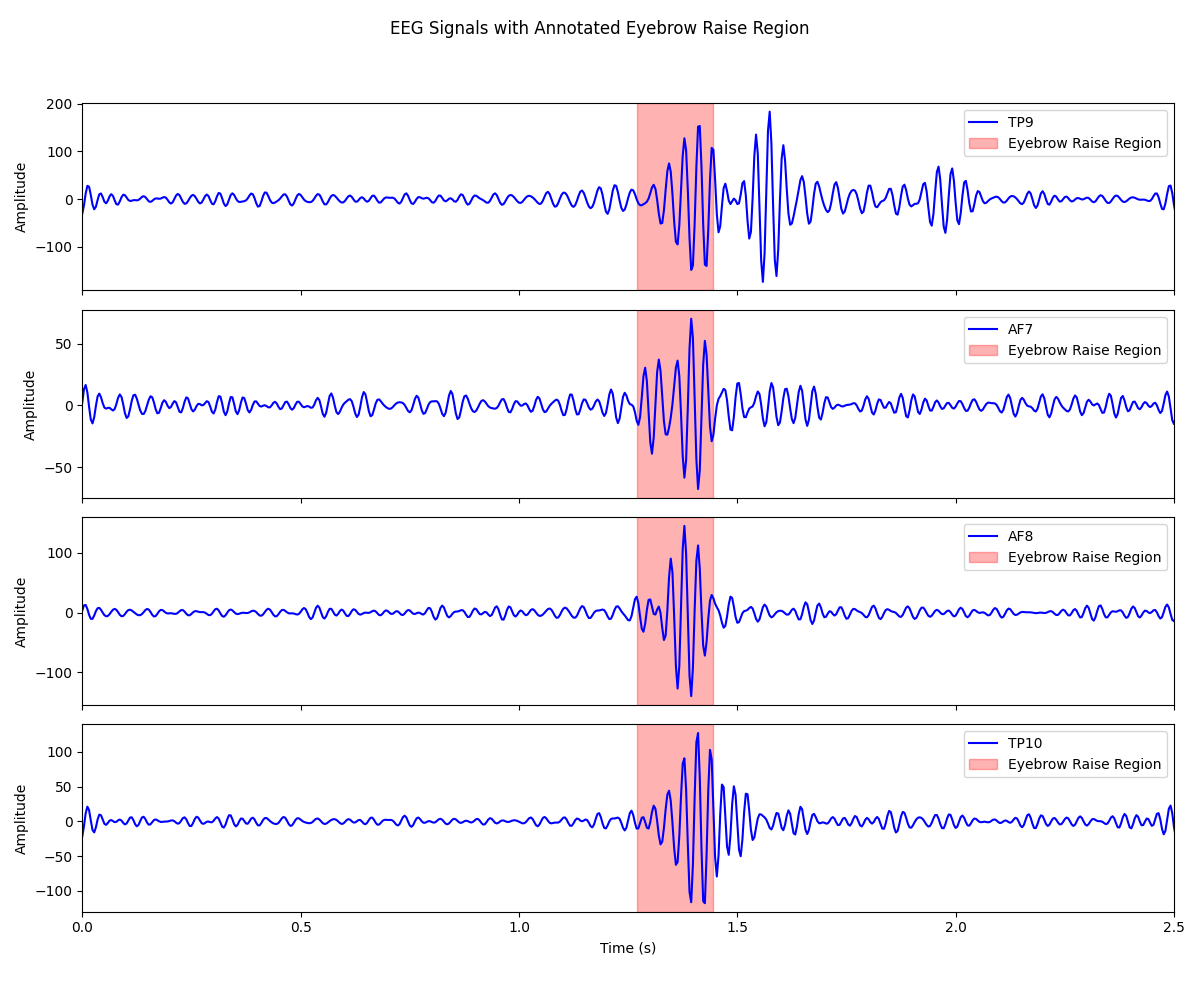 EEG Signals with Annotated Eyebrow Raise Region
200
100
0
−100
Amplitude
TP9
Eyebrow Raise Region
50
0
−50
Amplitude
AF7
Eyebrow Raise Region
100
0
−100
Amplitude
AF8
Eyebrow Raise Region
100
50
0
−50
−100
Amplitude
TP10
Eyebrow Raise Region
0.0 0.5 1.0 1.5 2.0 2.5
Time (s)